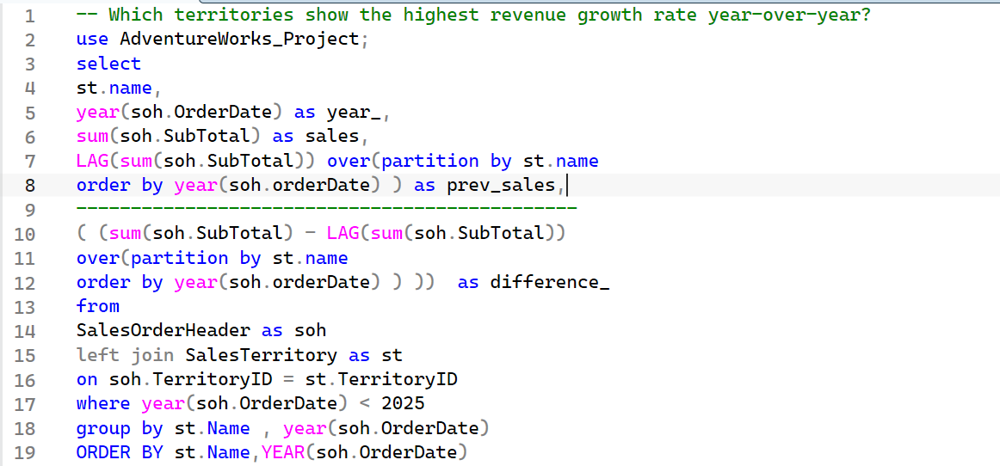 1 -- Which territories show the highest revenue growth rate year-over-year?
2 use AdventureWorks_Project;
3 select
4 st.name,
5 year(soh.OrderDate) as year_,
6 sum(soh.SubTotal) as sales,
7 LAG(sum(soh.SubTotal)) over(partition by st.name
8 order by year(soh.orderDate) ) as prev_sales,
9 ----------------------------------------------
10 ( (sum(soh.SubTotal) - LAG(sum(soh.SubTotal))
11 over(partition by st.name
12 order by year(soh.orderDate) ) ))  as difference_
13 from
14 SalesOrderHeader as soh
15 left join SalesTerritory as st
16 on soh.TerritoryID = st.TerritoryID
17 where year(soh.OrderDate) < 2025
18 group by st.Name , year(soh.OrderDate)
19 ORDER BY st.Name,YEAR(soh.OrderDate)